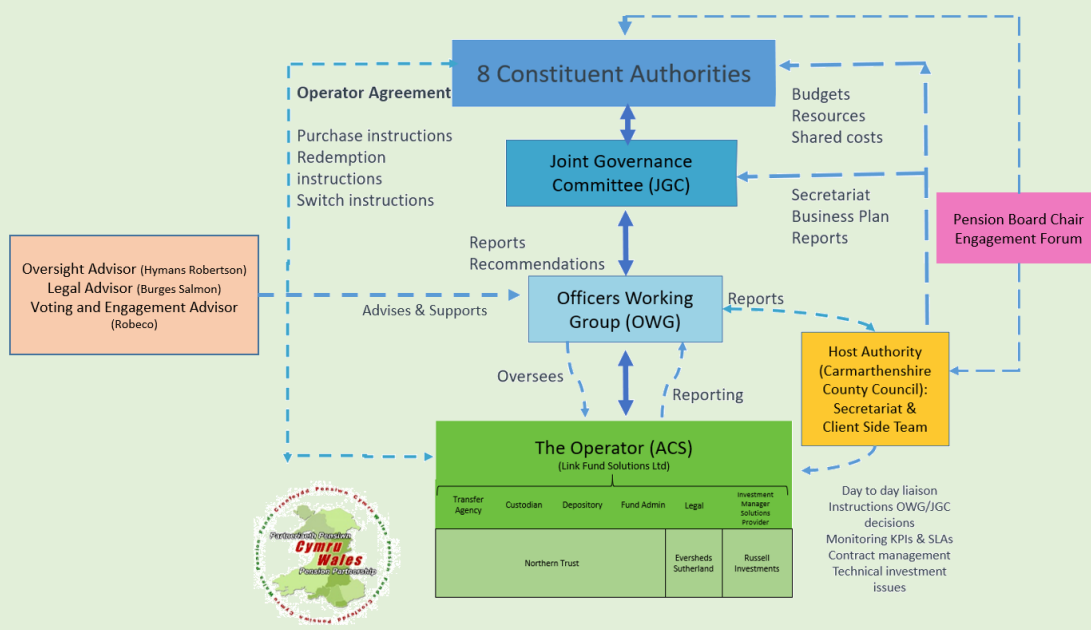 8 Constituent Authorities
Operator Agreement
Purchase instructions
Redemption
instructions
Switch instructions
Budgets
Resources
Shared costs
Joint Governance
Committee (JGC)
Secretariat
Business Plan
Reports
Pension Board Chair
Engagement Forum
Reports
Recommendations
Oversight Advisor (Hymans Robertson)
Legal Advisor (Burges Salmon)
Voting and Engagement Advisor
(Robeco)
Advises & Supports
Officers Working
Group (OWG)
Reports
Host Authority
(Carmarthenshire
County Council):
Secretariat &
Client Side Team
Oversees
Reporting
The Operator (ACS)
(Link Fund Solutions Ltd)
Transfer
Agency
Custodian
Depository
Fund Admin
Legal
Investment
Manager
Solutions
Provider
Northern Trust
Eversheds
Sutherland
Russell
Investments
Day to day liaison
Instructions OWG/JGC
decisions
Monitoring KPIs & SLAs
Contract management
Technical investment
issues
Partneriaeth Pensiwn
Cymru
Wales
Pension Partnership